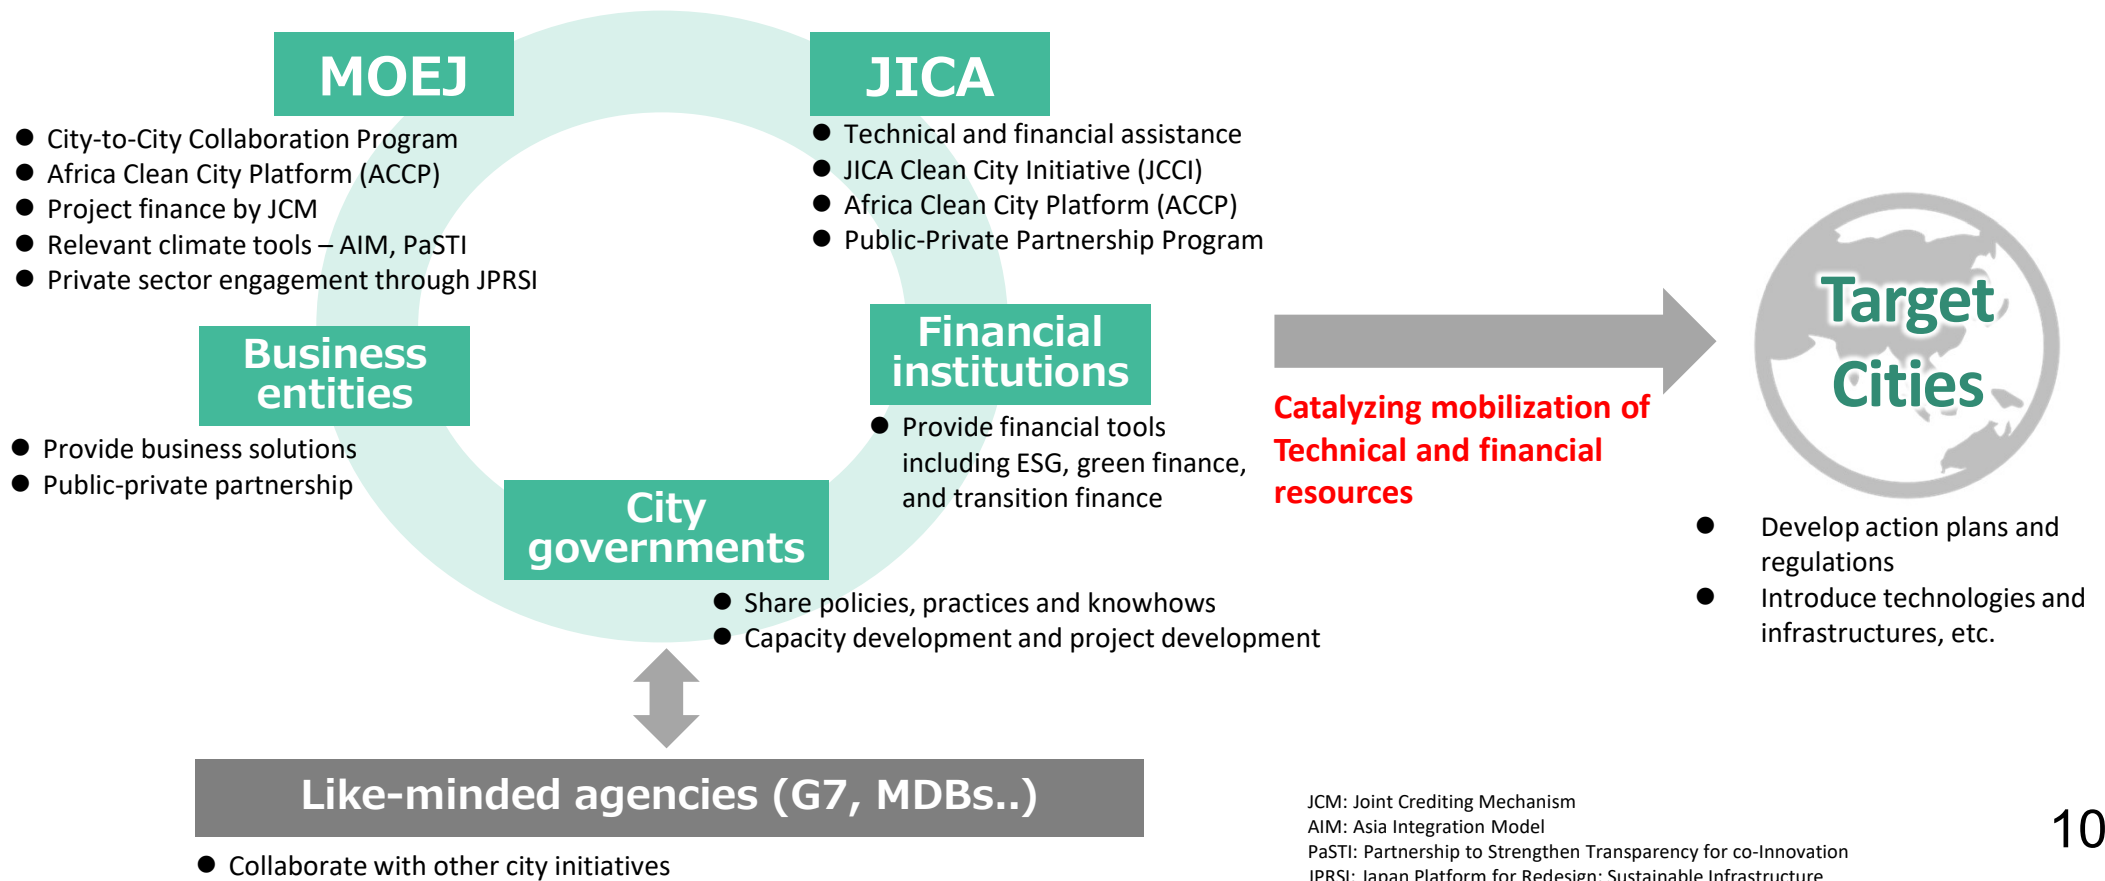 MOEJ
● City-to-City Collaboration Program
● Africa Clean City Platform (ACCP)
● Project finance by JCM
● Relevant climate tools – AIM, PaSTI
● Private sector engagement through JPRSI
JICA
● Technical and financial assistance
● JICA Clean City Initiative (JCCI)
● Africa Clean City Platform (ACCP)
● Public-Private Partnership Program
Business
entities
● Provide business solutions
● Public-private partnership
Financial
institutions
● Provide financial tools
including ESG, green finance,
and transition finance
City
governments
● Share policies, practices and knowhows
● Capacity development and project development
Catalyzing mobilization of
Technical and financial
resources
Target
Cities
● Develop action plans and
regulations
● Introduce technologies and
infrastructures, etc.
Like-minded agencies (G7, MDBs..)
● Collaborate with other city initiatives
JCM: Joint Crediting Mechanism
AIM: Asia Integration Model
PaSTI: Partnership to Strengthen Transparency for co-Innovation
JPRSI: Japan Platform for Redesign: Sustainable Infrastructure
10